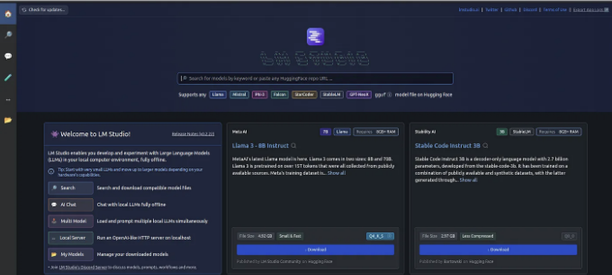 Check for updates...
Twitter | Github | Discord | Terms of Use | Export App Logs
LM STUDIO
Search for models by keyword or paste any HuggingFace repo URL ...
Supports any Llama Mistral Phi-3 Falcon StarCoder StableLM GPT-NeoX gguf model file on Hugging Face
Welcome to LM Studio!
Release Notes
LM Studio enables you to develop and experiment with Large Language Models
(LLMs) in your local computer environment, fully offline.
Tip: Start with very small LLMs and move up to larger models depending on your
hardware's capabilities.
Search Search and download compatible model files
AI Chat Chat with local LLMs fully offline
Multi Model Load and prompt multiple local LLMs simultaneously
Local Server Run an OpenAI-like HTTP server on localhost
My Models Manage your downloaded models
Join LM Studio's Discord Server to discuss models, prompts, workflows and more.
Meta AI 7B Llama Requires 8GB+ RAM
Llama 3 - 8B Instruct
MetaAI's latest Llama model is here. Llama 3 comes in two sizes: 8B and 70B.
Llama 3 is pretrained on over 15T tokens that were all collected from publicly
available sources. Meta's training dataset is... Show all
File Size 4.92 GB Small & Fast
Download
Published by LM Studio Community on Hugging Face
Stability AI 3B StableLM Requires 8GB+ RAM
Stable Code Instruct 3B
Stable Code Instruct 3B is a decoder-only language model with 2.7 billion
parameters, developed from the stable-code-3b. It has been trained on a
combination of publicly available and synthetic datasets, with the latter
generated through... Show all
File Size 2.97 GB Less Compressed
Download
Published by Bartowski on Hugging Face